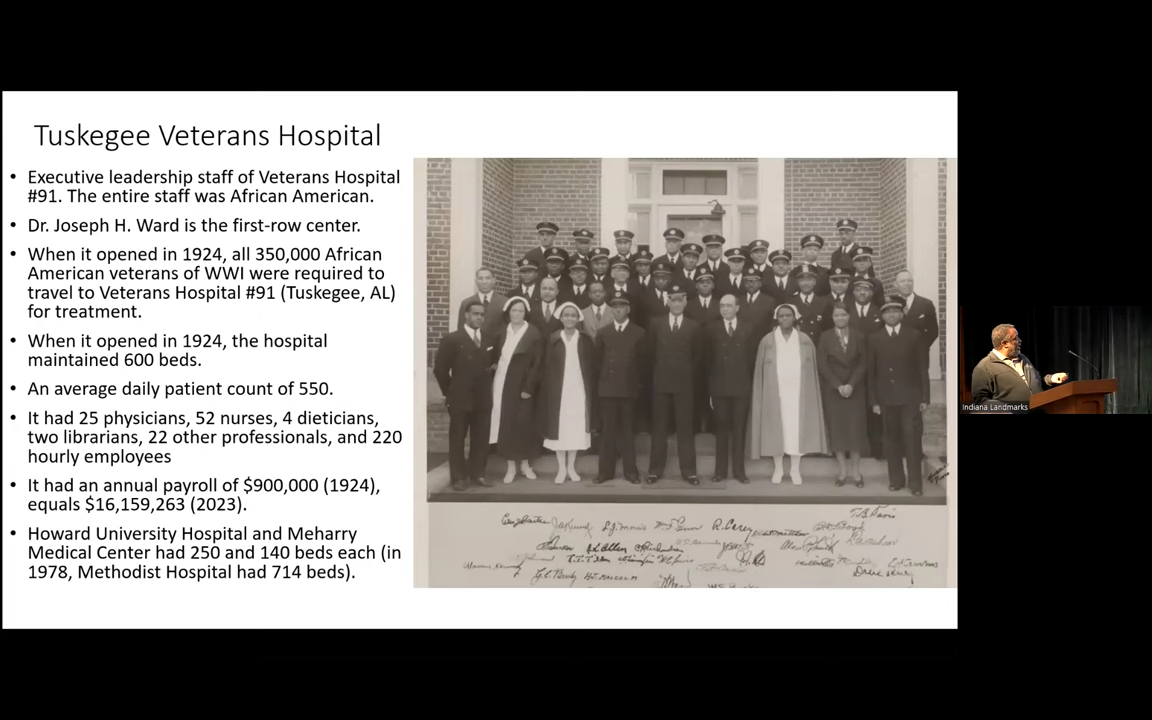 Tuskegee Veterans Hospital
• Executive leadership staff of Veterans Hospital
#91. The entire staff was African American.
• Dr. Joseph H. Ward is the first-row center.
• When it opened in 1924, all 350,000 African
American veterans of WWI were required to
travel to Veterans Hospital #91 (Tuskegee, AL)
for treatment.
• When it opened in 1924, the hospital
maintained 600 beds.
• An average daily patient count of 550.
• It had 25 physicians, 52 nurses, 4 dieticians,
two librarians, 22 other professionals, and 220
hourly employees
• It had an annual payroll of $900,000 (1924),
equals $16,159,263 (2023).
• Howard University Hospital and Meharry
Medical Center had 250 and 140 beds each (in
1978, Methodist Hospital had 714 beds).
T.B. Davis
R. Carey
Allen
Indiana Landmarks